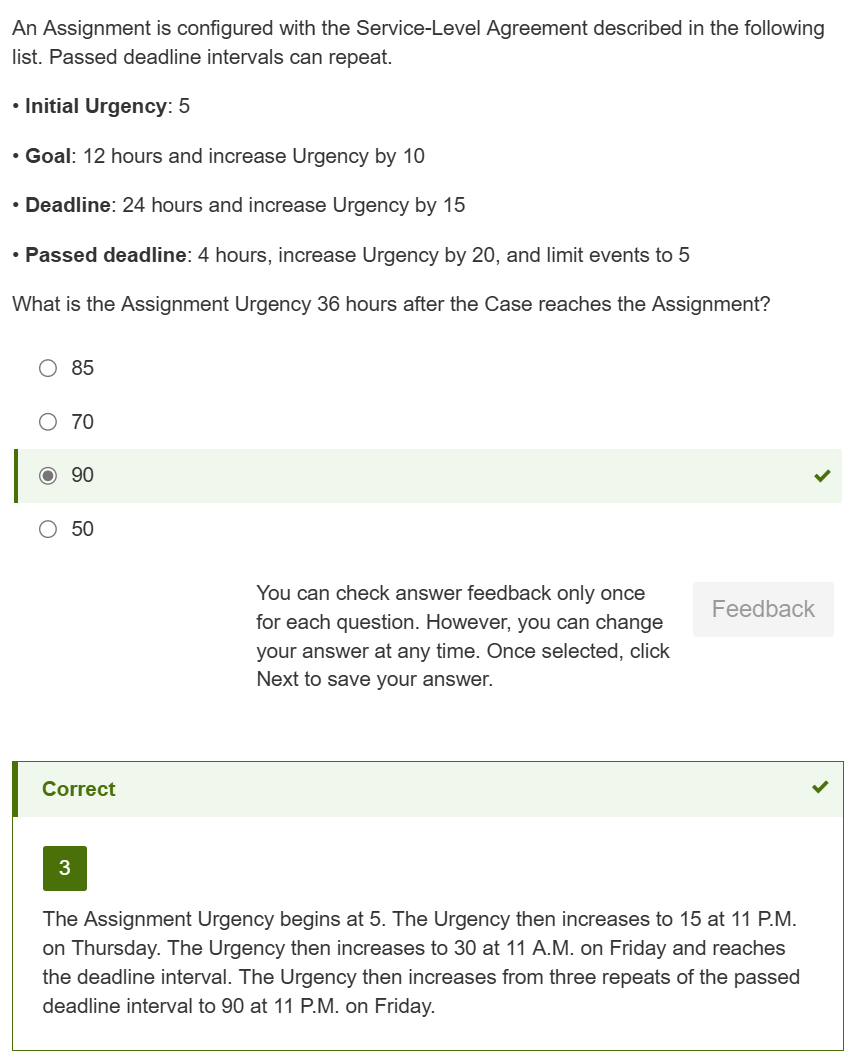 An Assignment is configured with the Service-Level Agreement described in the following
list. Passed deadline intervals can repeat.
• Initial Urgency: 5
• Goal: 12 hours and increase Urgency by 10
• Deadline: 24 hours and increase Urgency by 15
• Passed deadline: 4 hours, increase Urgency by 20, and limit events to 5
What is the Assignment Urgency 36 hours after the Case reaches the Assignment?
85
70
90
50
You can check answer feedback only once
for each question. However, you can change
your answer at any time. Once selected, click
Next to save your answer.
Feedback
Correct
3
The Assignment Urgency begins at 5. The Urgency then increases to 15 at 11 P.M.
on Thursday. The Urgency then increases to 30 at 11 A.M. on Friday and reaches
the deadline interval. The Urgency then increases from three repeats of the passed
deadline interval to 90 at 11 P.M. on Friday.